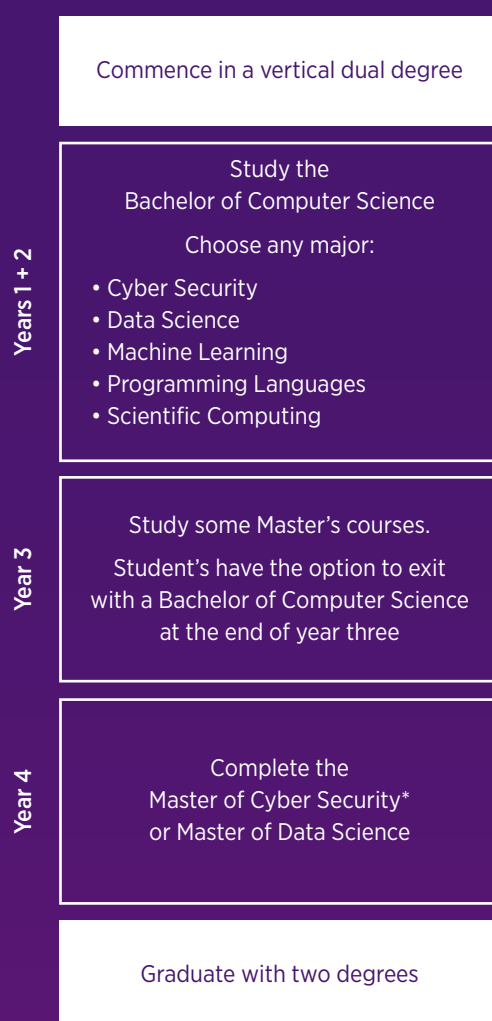 Commence in a vertical dual degree
Years 1 + 2
Study the
Bachelor of Computer Science
Choose any major:
• Cyber Security
• Data Science
• Machine Learning
• Programming Languages
• Scientific Computing
Year 3
Study some Master’s courses.
Student’s have the option to exit
with a Bachelor of Computer Science
at the end of year three
Year 4
Complete the
Master of Cyber Security*
or Master of Data Science
Graduate with two degrees